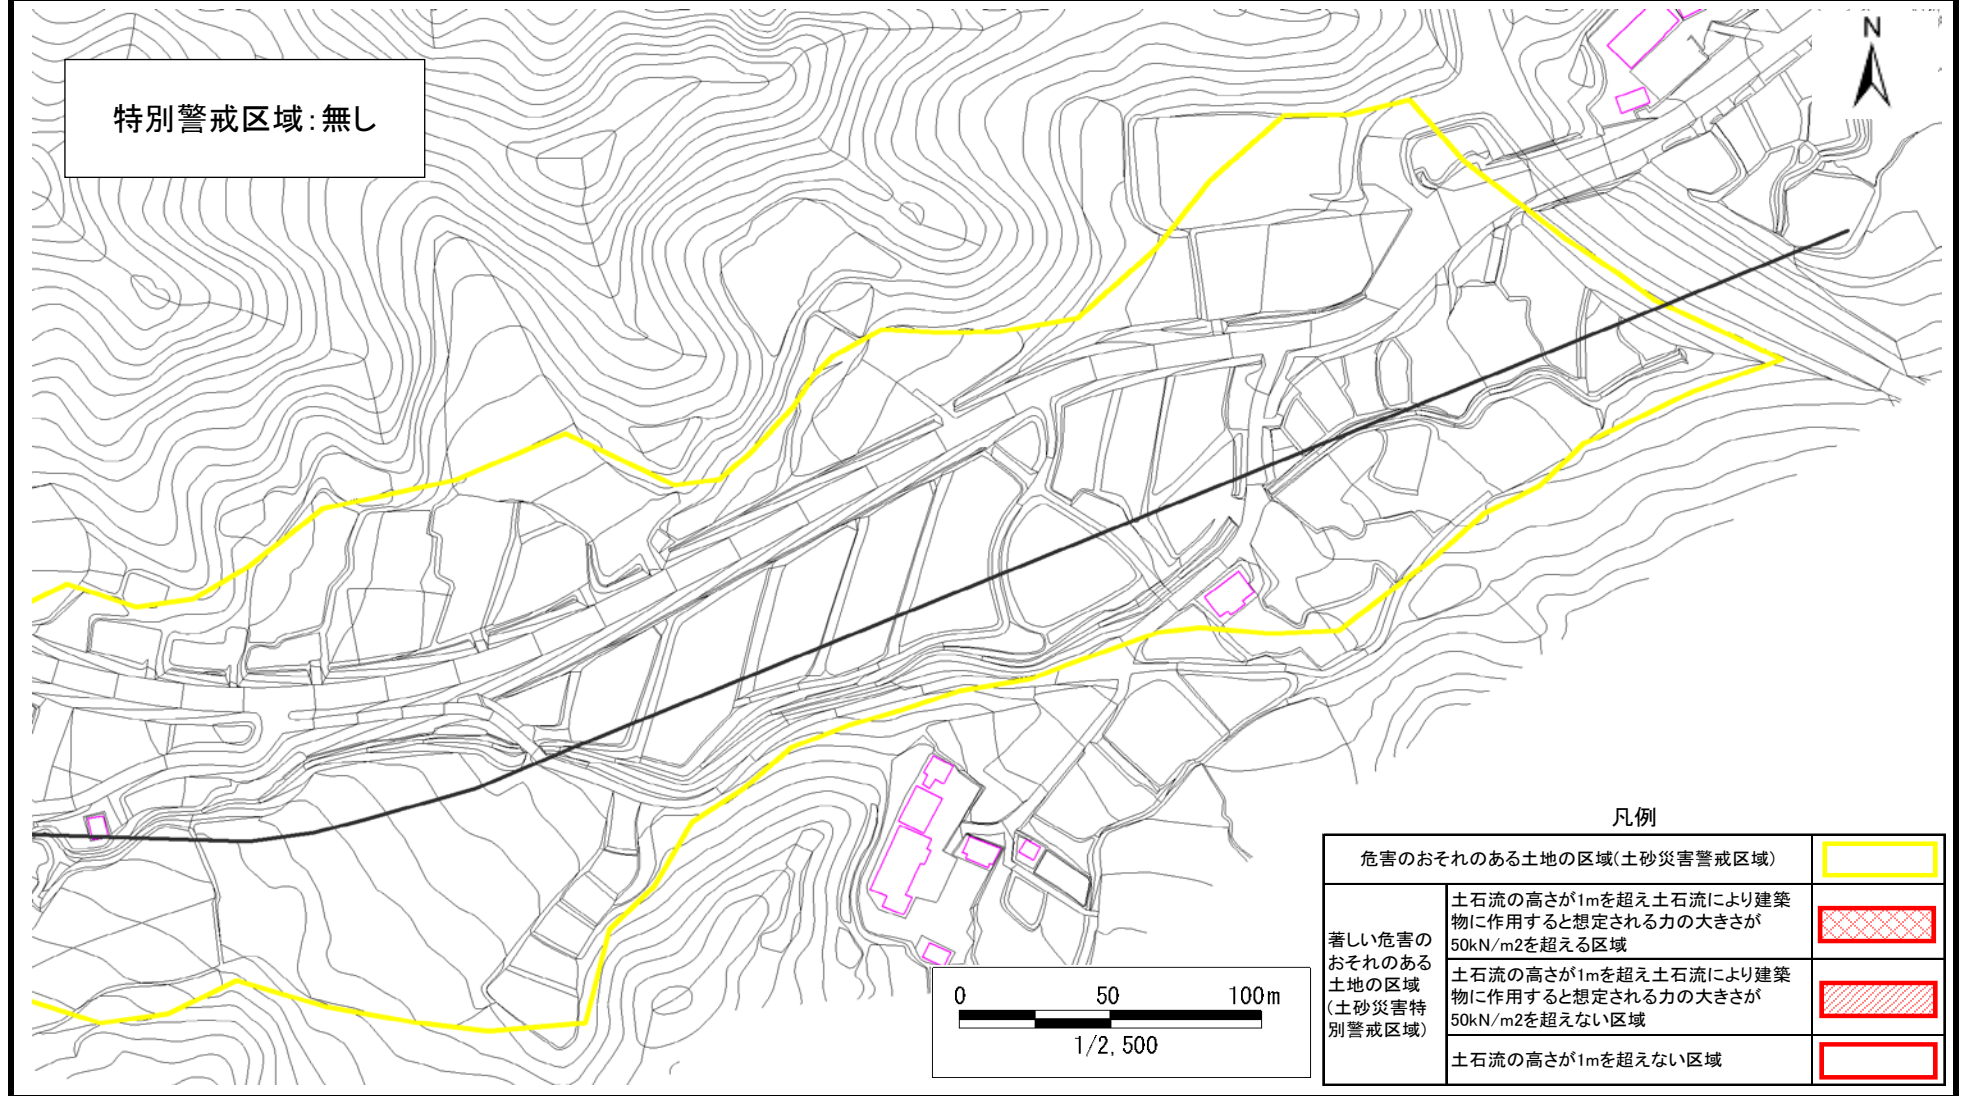 N
特別警戒区域:無し
凡例
危害のおそれのある土地の区域(土砂災害警戒区域)
著しい危害の
おそれのある
土地の区域
(土砂災害特
別警戒区域)
土石流の高さが1mを超え土石流により建築
物に作用すると想定される力の大きさが
50kN/m2を超える区域
土石流の高さが1mを超え土石流により建築
物に作用すると想定される力の大きさが
50kN/m2を超えない区域
土石流の高さが1mを超えない区域
0 50 100m
1/2,500